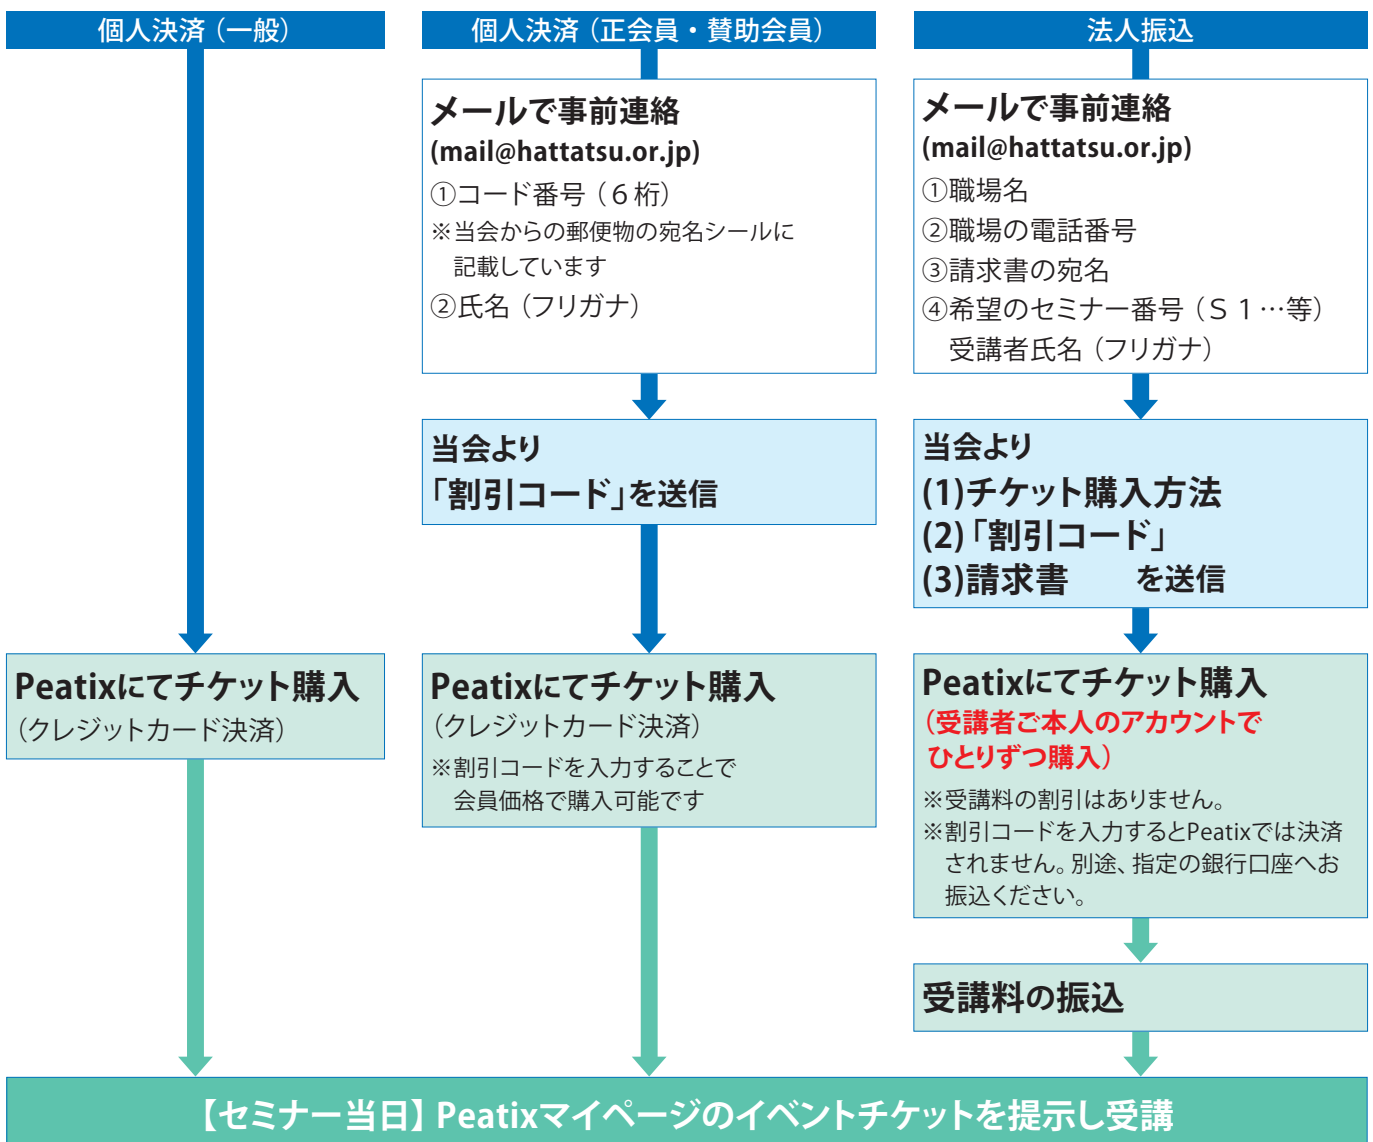 個人決済（一般）
個人決済（正会員・賛助会員）
メールで事前連絡
(mail@hattatsu.or.jp)
①コード番号（６桁）
※当会からの郵便物の宛名シールに
記載しています
②氏名（フリガナ）
当会より
「割引コード」を送信
法人振込
メールで事前連絡
(mail@hattatsu.or.jp)
①職場名
②職場の電話番号
③請求書の宛名
④希望のセミナー番号（Ｓ１…等）
受講者氏名（フリガナ）
当会より
(1)チケット購入方法
(2)「割引コード」
(3)請求書　　を送信
Peatixにてチケット購入
（クレジットカード決済）
Peatixにてチケット購入
（クレジットカード決済）
※割引コードを入力することで
会員価格で購入可能です
Peatixにてチケット購入
（受講者ご本人のアカウントで
ひとりずつ購入）
※受講料の割引はありません。
※割引コードを入力するとPeatixでは決済
されません。別途、指定の銀行口座へお
振込ください。
受講料の振込
【セミナー当日】Peatixマイページのイベントチケットを提示し受講